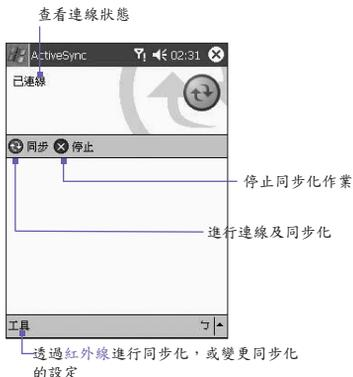 查看連線狀態
ActiveSync 02:31
已連線
同步 停止
停止同步化作業
進行連線及同步化
工具 ㄅ
透過紅外線進行同步化，或變更同步化
的設定